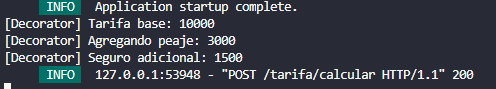 INFO Application startup complete.
[Decorator] Tarifa base: 10000
[Decorator] Agregando peaje: 3000
[Decorator] Seguro adicional: 1500
INFO 127.0.0.1:53948 - "POST /tarifa/calcular HTTP/1.1" 200